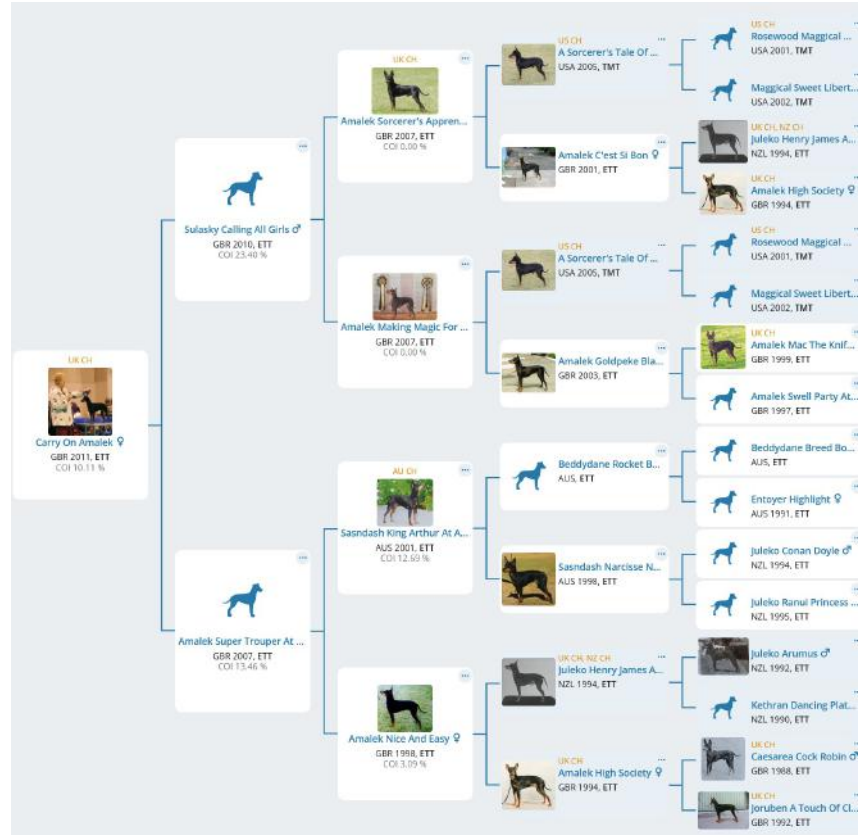 UK CH
Carry On Amalek ♀
GBR 2011, ETT
COI 10.11 %
Sulasky Calling All Girls ♂
GBR 2010, ETT
COI 23.40 %
Amalek Super Trouper At ...
GBR 2007, ETT
COI 13.46 %
UK CH
Amalek Sorcerer's Appren...
GBR 2007, ETT
COI 0,00 %
Amalek Making Magic For ...
GBR 2007, ETT
COI 0,00 %
AU CH
Sasndash King Arthur At A...
AUS 2001, ETT
COI 12.69 %
Amalek Nice And Easy ♀
GBR 1998, ETT
COI 3.09 %
US CH
A Sorcerer's Tale Of ...
USA 2005, TMT
Amalek C'est Si Bon ♀
GBR 2001, ETT
US CH
A Sorcerer's Tale Of ...
USA 2005, TMT
Amalek Goldpeke Bla...
GBR 2003, ETT
Beddydane Rocket B...
AUS, ETT
Sasndash Narcisse N...
AUS 1998, ETT
UK CH, NZ CH
Juleko Henry James A...
NZL 1994, ETT
UK CH
Amalek High Society ♀
GBR 1994, ETT
US CH
Rosewood Maggical ...
USA 2001, TMT
Maggical Sweet Libert...
USA 2002, TMT
UK CH, NZ CH
Juleko Henry James A...
NZL 1994, ETT
UK CH
Amalek High Society ♀
GBR 1994, ETT
US CH
Rosewood Maggical ...
USA 2001, TMT
Maggical Sweet Libert...
USA 2002, TMT
UK CH
Amalek Mac The Knif...
GBR 1999, ETT
Amalek Swell Party At...
GBR 1997, ETT
Beddydane Breed Bo...
AUS, ETT
Entoyer Highlight ♀
AUS 1991, ETT
Juleko Conan Doyle ♂
NZL 1994, ETT
Juleko Ranui Princess ...
NZL 1995, ETT
Juleko Arumus ♂
NZL 1992, ETT
Kethran Dancing Plat...
NZL 1990, ETT
UK CH
Caesarea Cock Robin ♂
GBR 1988, ETT
UK CH
Joruben A Touch Of Cl...
GBR 1992, ETT